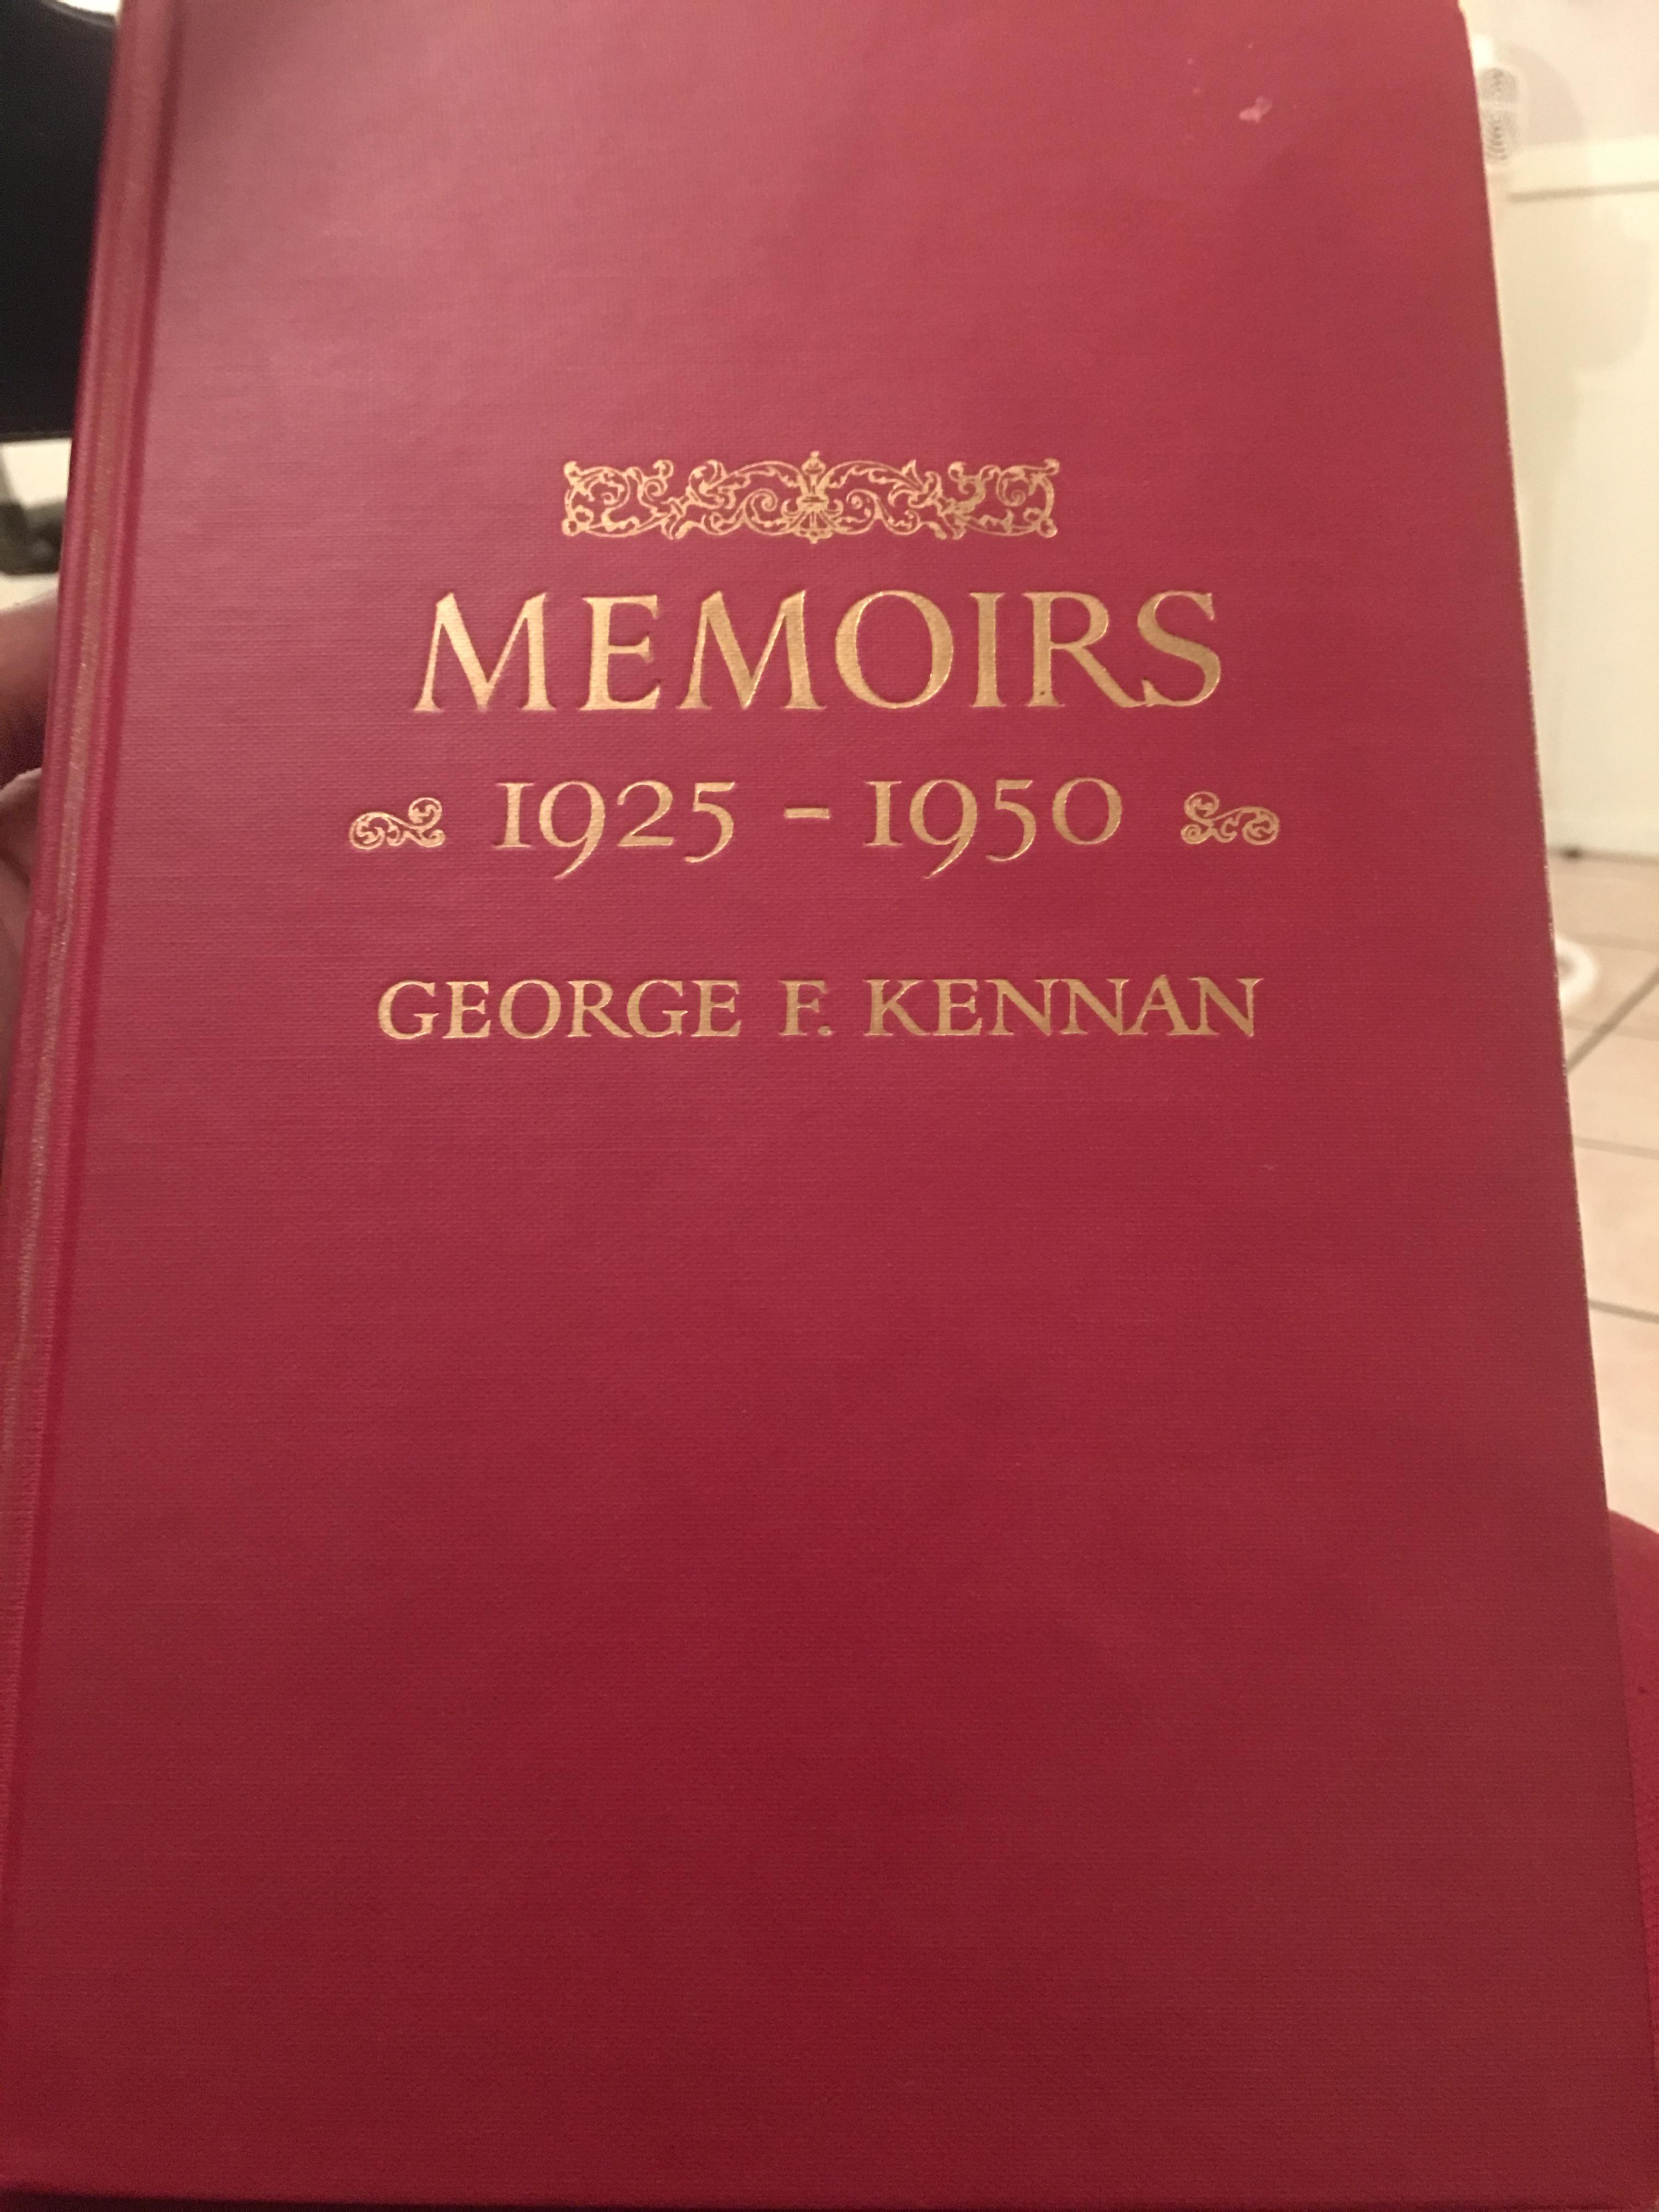 MEMOIRS
1925 - 1950
GEORGE F. KENNAN